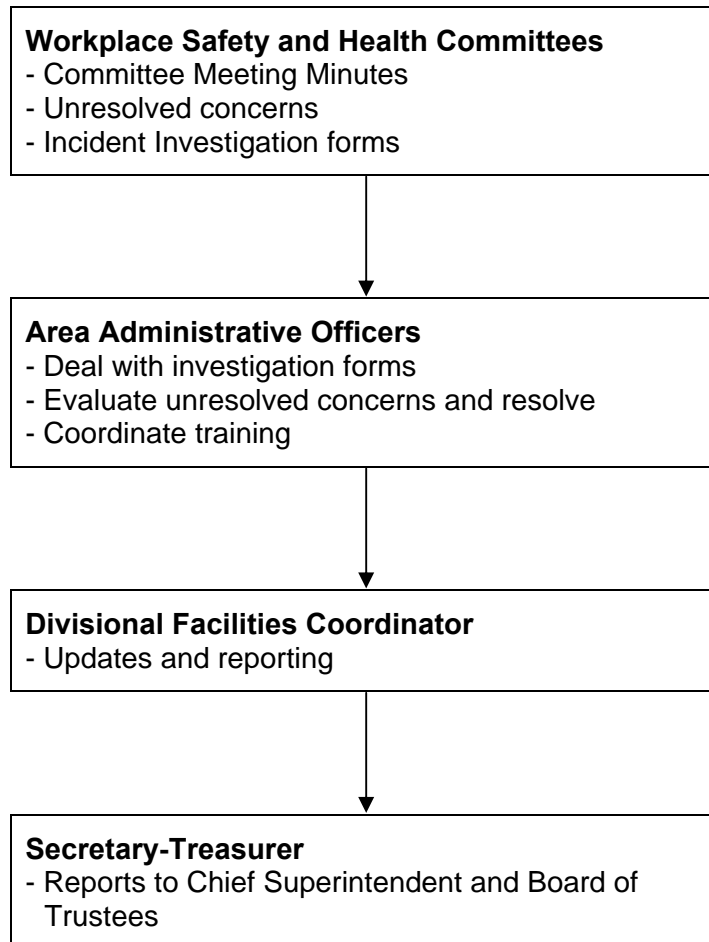 Workplace Safety and Health Committees
- Committee Meeting Minutes
- Unresolved concerns
- Incident Investigation forms
Area Administrative Officers
- Deal with investigation forms
- Evaluate unresolved concerns and resolve
- Coordinate training
Divisional Facilities Coordinator
- Updates and reporting
Secretary-Treasurer
- Reports to Chief Superintendent and Board of
Trustees